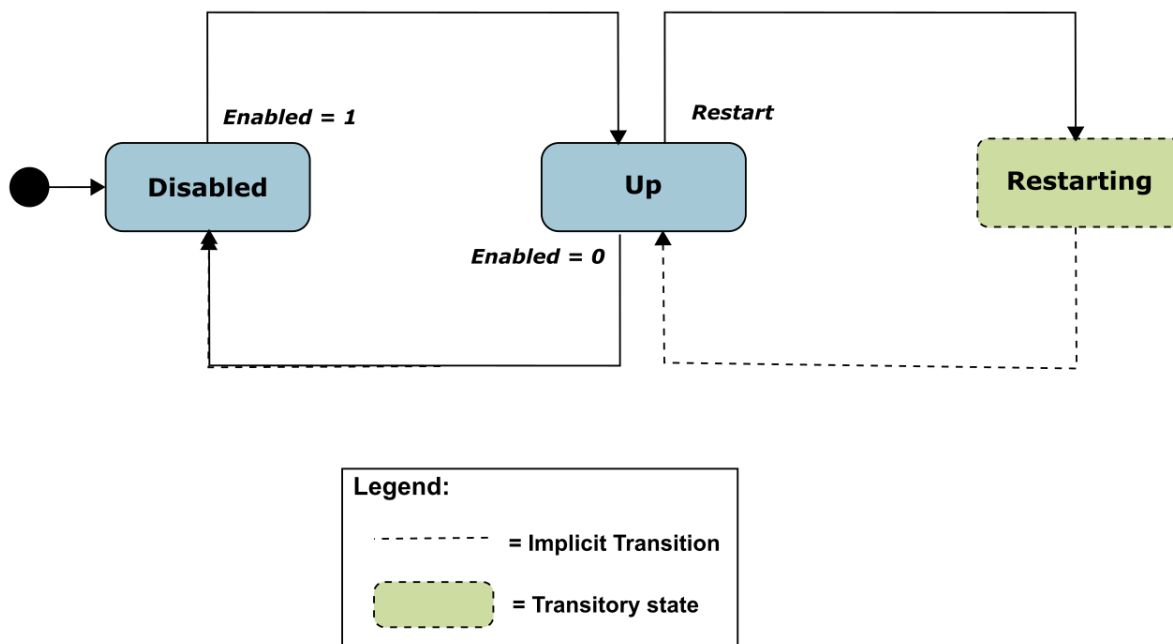 Enabled = 1
Restart
Disabled
Up
Restarting
Enabled = 0
Legend:
= Implicit Transition
= Transitory state